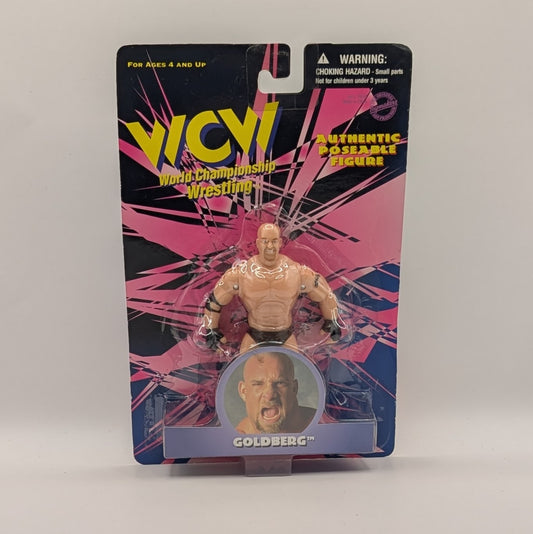 FOR AGES 4 AND UP
WARNING:
CHOKING HAZARD - Small parts
Not for children under 3 years
WCW
World Championship
Wrestling
AUTHENTIC
POSEABLE
FIGURE
GOLDBERG™